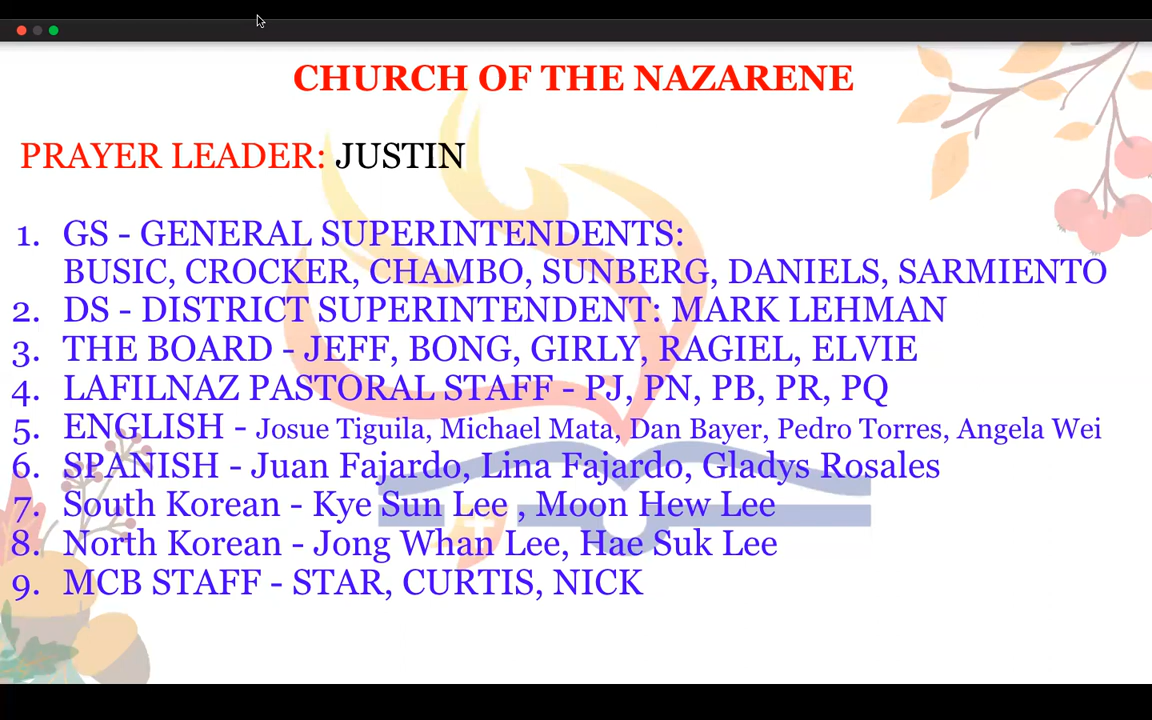 CHURCH OF THE NAZARENE
PRAYER LEADER: JUSTIN
1. GS - GENERAL SUPERINTENDENTS:
BUSIC, CROCKER, CHAMBO, SUNBERG, DANIELS, SARMIENTO
2. DS - DISTRICT SUPERINTENDENT: MARK LEHMAN
3. THE BOARD - JEFF, BONG, GIRLY, RAGIEL, ELVIE
4. LAFILNAZ PASTORAL STAFF - PJ, PN, PB, PR, PQ
5. ENGLISH - Josue Tiguila, Michael Mata, Dan Bayer, Pedro Torres, Angela Wei
6. SPANISH - Juan Fajardo, Lina Fajardo, Gladys Rosales
7. South Korean - Kye Sun Lee , Moon Hew Lee
8. North Korean - Jong Whan Lee, Hae Suk Lee
9. MCB STAFF - STAR, CURTIS, NICK